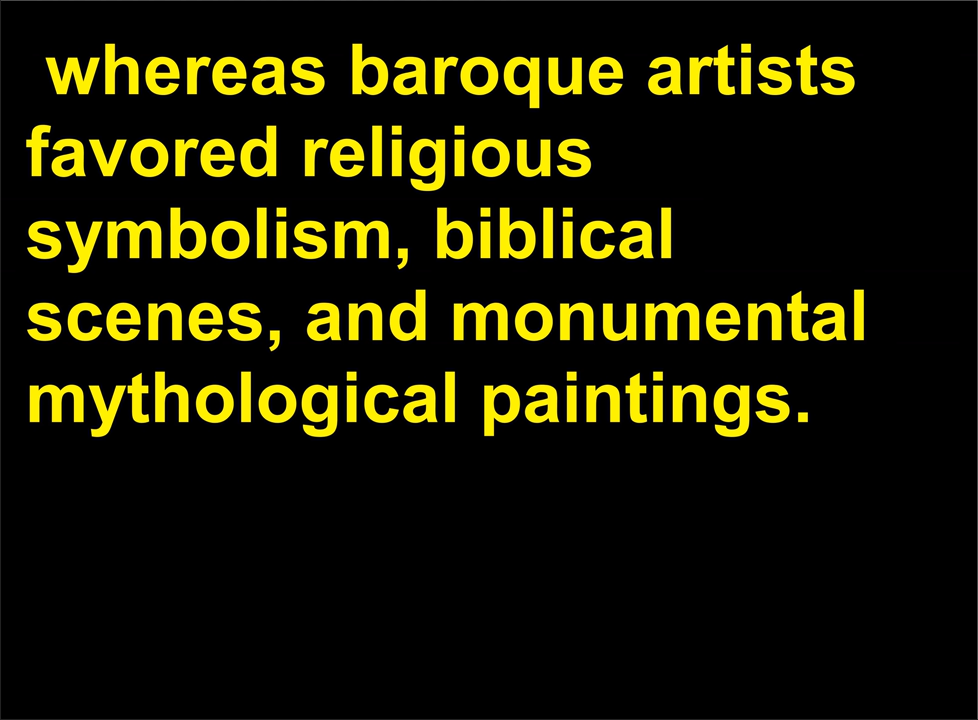 whereas baroque artists
favored religious
symbolism, biblical
scenes, and monumental
mythological paintings.